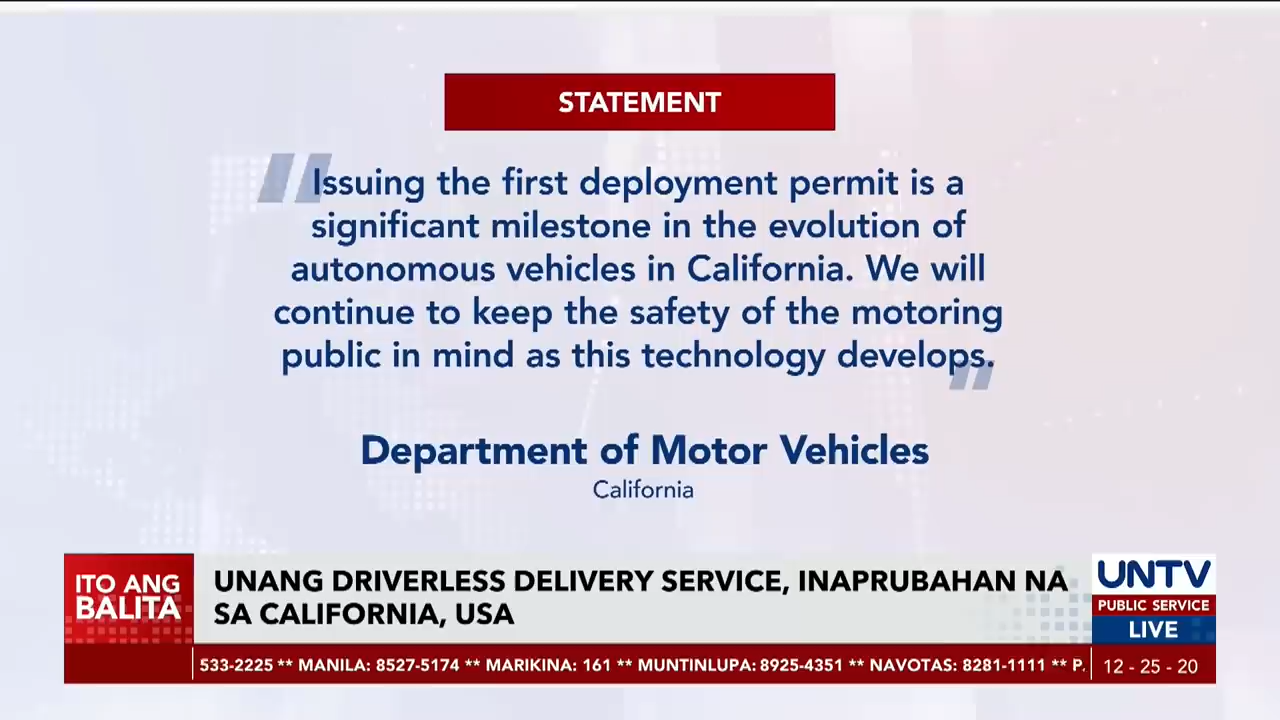 STATEMENT
"Issuing the first deployment permit is a
significant milestone in the evolution of
autonomous vehicles in California. We will
continue to keep the safety of the motoring
public in mind as this technology develops."
Department of Motor Vehicles
California
ITO ANG
BALITA
UNANG DRIVERLESS DELIVERY SERVICE, INAPRUBAHAN NA
SA CALIFORNIA, USA
UNTV
PUBLIC SERVICE
LIVE
533-2225 ** MANILA: 8527-5174 ** MARIKINA: 161 ** MUNTINLUPA: 8925-4351 ** NAVOTAS: 8281-1111 ** P
12 - 25 - 20